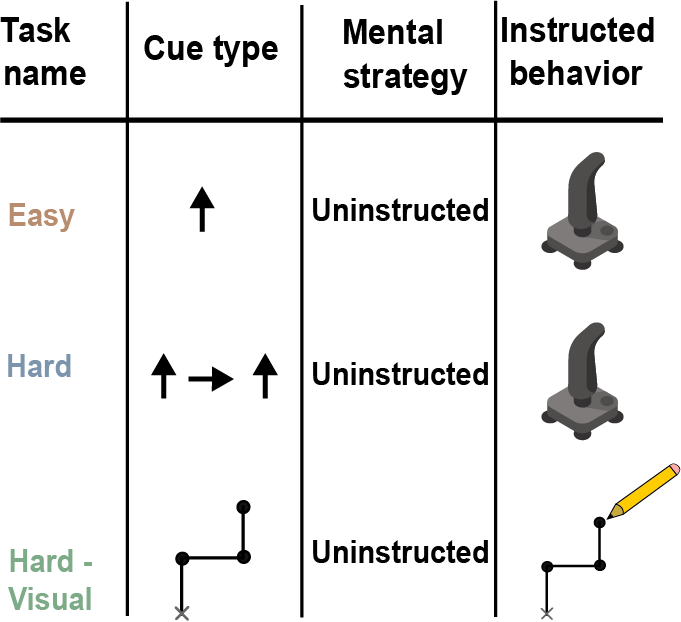 Task name
Cue type
Mental strategy
Instructed behavior
Easy
Uninstructed
Hard
Uninstructed
Hard - Visual
Uninstructed